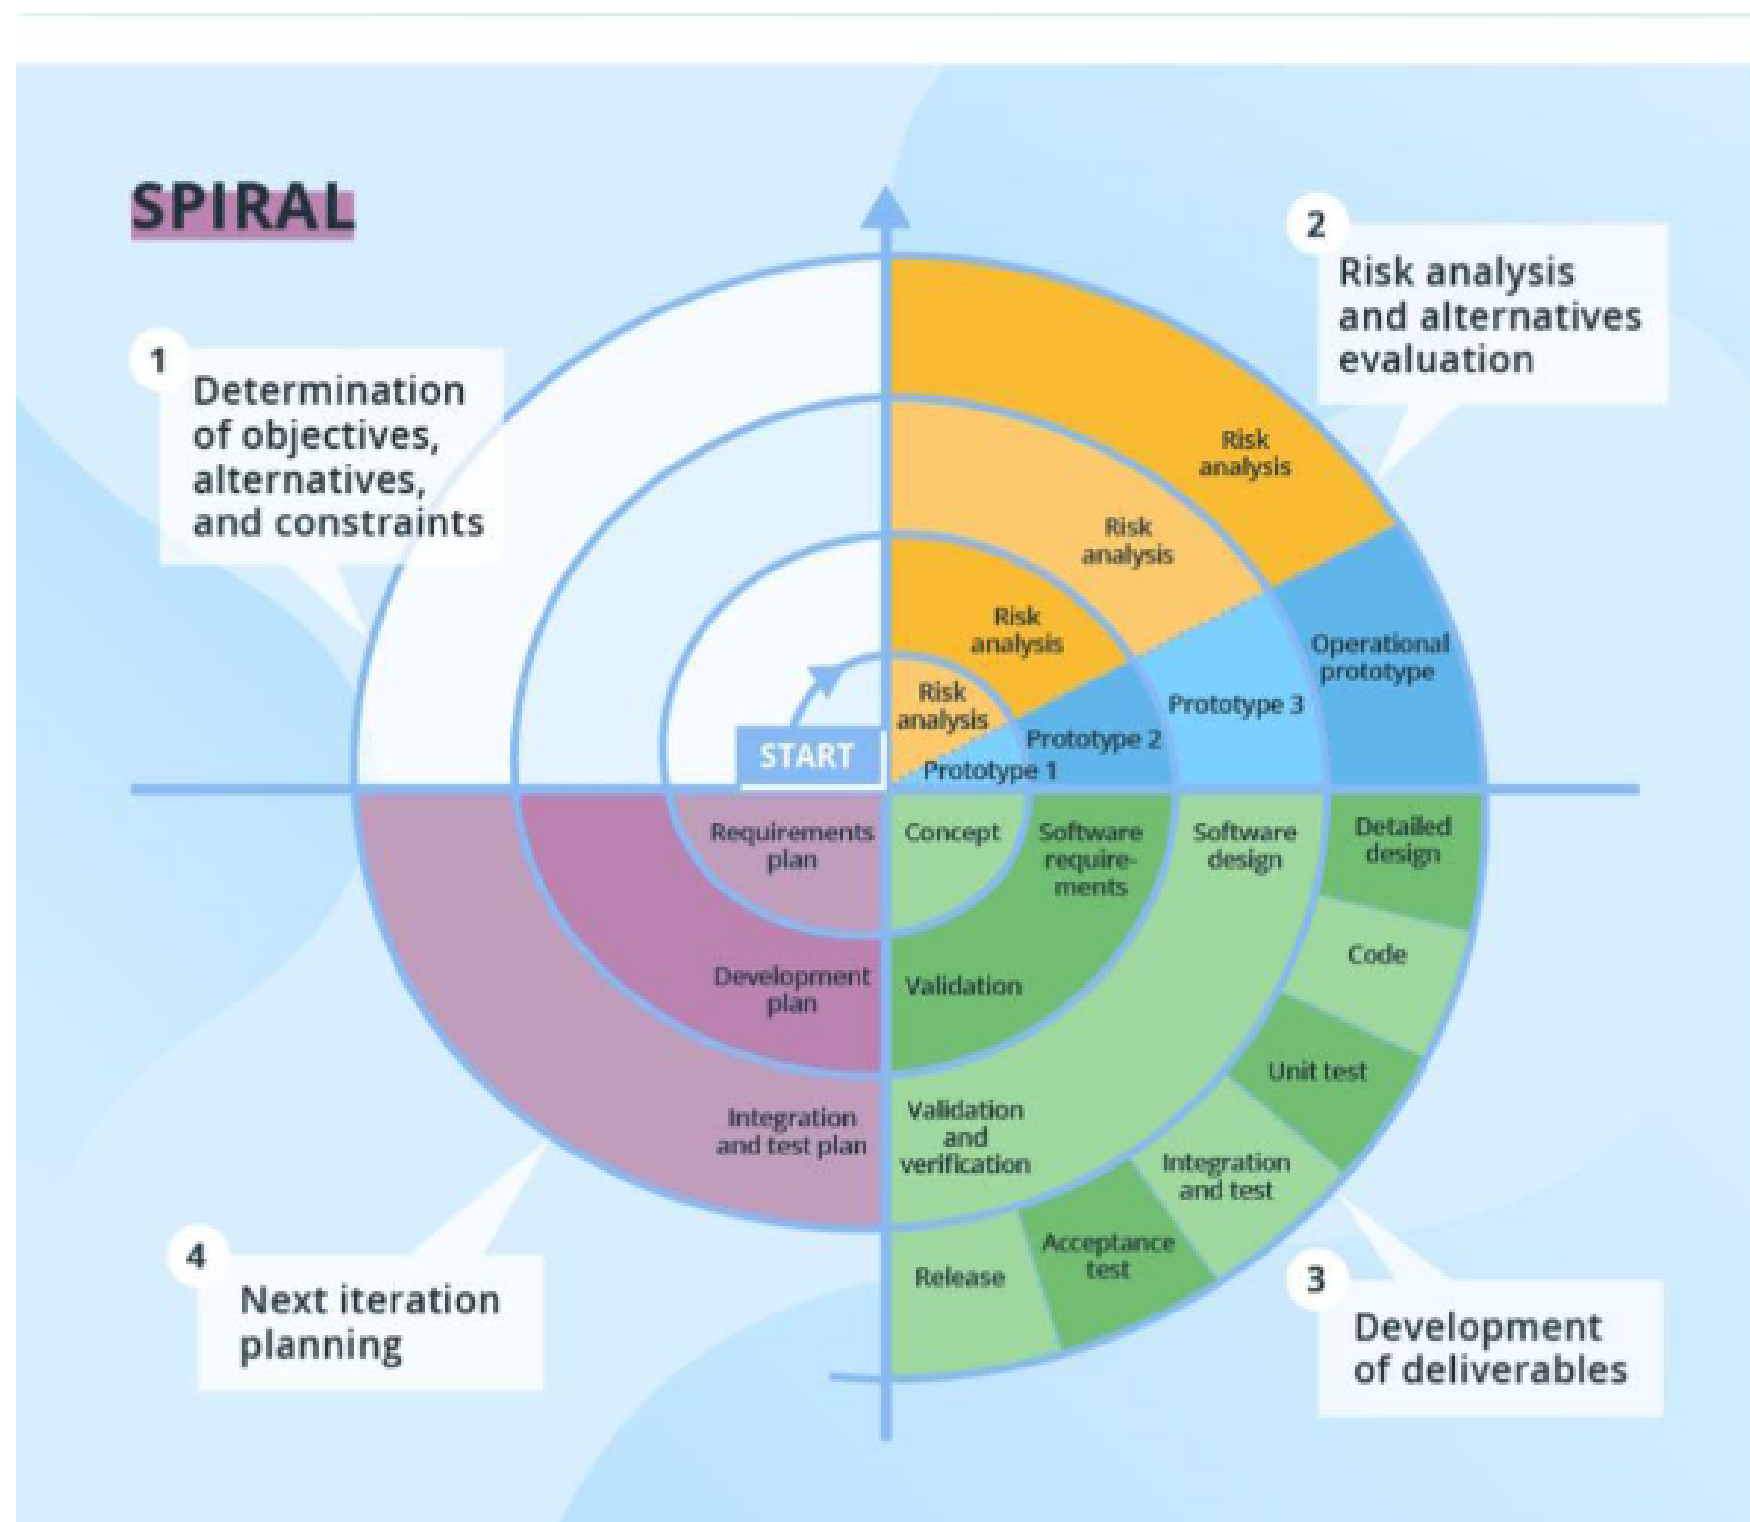 SPIRAL
1
Determination
of objectives,
alternatives,
and constraints
2
Risk analysis
and alternatives
evaluation
Risk
analysis
Risk
analysis
Risk
analysis
Risk
analysis
Operational
prototype
Prototype 3
Prototype 2
Prototype 1
START
Requirements
plan
Concept
Software
require-
ments
Software
design
Detailed
design
Code
Development
plan
Validation
Unit test
Integration
and test plan
Validation
and
verification
Integration
and test
Acceptance
test
Release
4
Next iteration
planning
3
Development
of deliverables